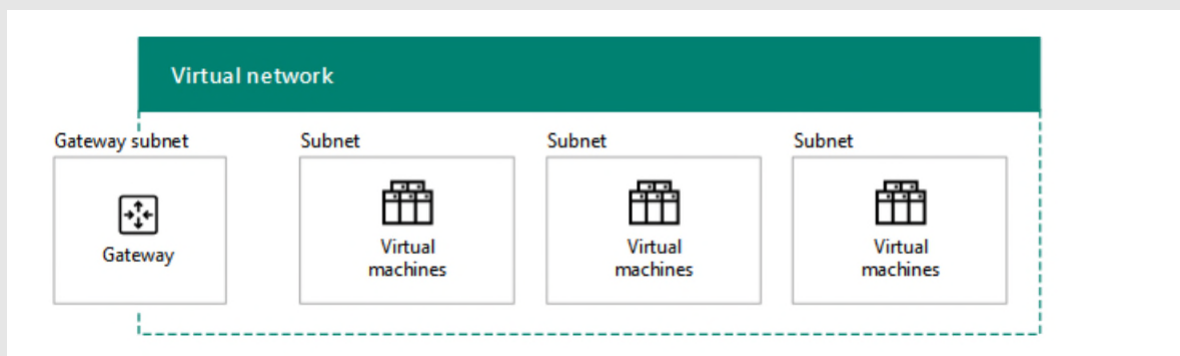 Virtual network
Gateway subnet
Subnet
Subnet
Subnet
Gateway
Virtual
machines
Virtual
machines
Virtual
machines